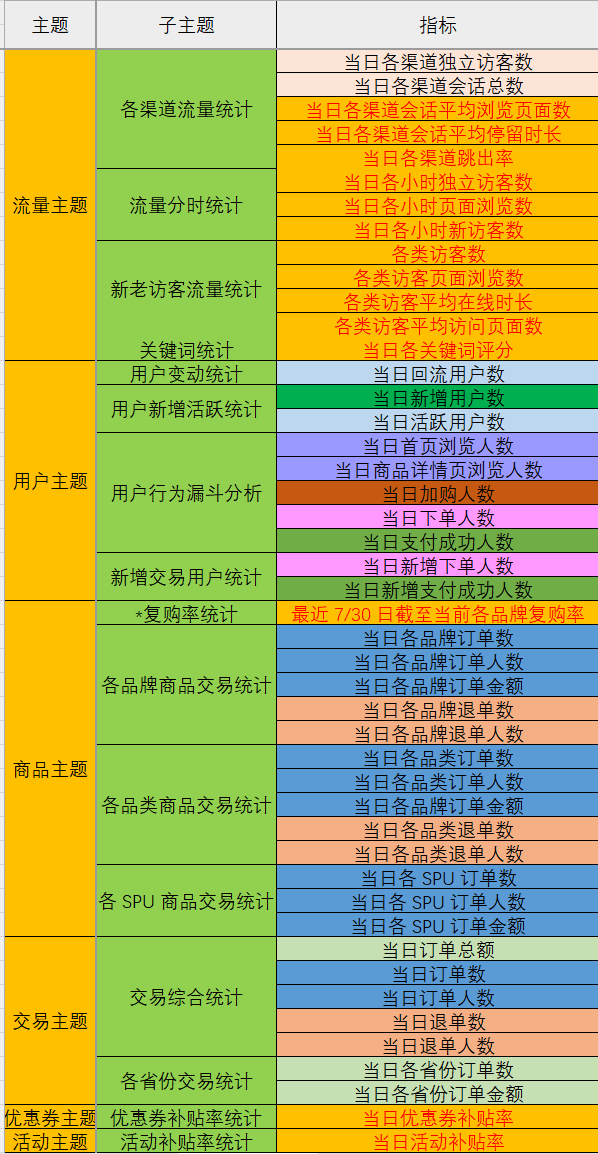 主题 子主题 指标
流量主题
各渠道流量统计
当日各渠道独立访客数
当日各渠道会话总数
当日各渠道会话平均浏览页面数
当日各渠道会话平均停留时长
当日各渠道跳出率
流量分时统计
当日各小时独立访客数
当日各小时页面浏览数
当日各小时新访客数
新老访客流量统计
各类访客数
各类访客页面浏览数
各类访客平均在线时长
各类访客平均访问页面数
关键词统计
当日各关键词评分
用户主题
用户变动统计
当日回流用户数
用户新增活跃统计
当日新增用户数
当日活跃用户数
用户行为漏斗分析
当日首页浏览人数
当日商品详情页浏览人数
当日加购人数
当日下单人数
当日支付成功人数
新增交易用户统计
当日新增下单人数
当日新增支付成功人数
商品主题
*复购率统计
最近 7/30 日截至当前各品牌复购率
各品牌商品交易统计
当日各品牌订单数
当日各品牌订单人数
当日各品牌订单金额
当日各品牌退单数
当日各品牌退单人数
各品类商品交易统计
当日各品类订单数
当日各品类订单人数
当日各品牌订单金额
当日各品类退单数
当日各品类退单人数
各 SPU 商品交易统计
当日各 SPU 订单数
当日各 SPU 订单人数
当日各 SPU 订单金额
交易主题
交易综合统计
当日订单总额
当日订单数
当日订单人数
当日退单数
当日退单人数
各省份交易统计
当日各省份订单数
当日各省份订单金额
优惠券主题
优惠券补贴率统计
当日优惠券补贴率
活动主题
活动补贴率统计
当日活动补贴率